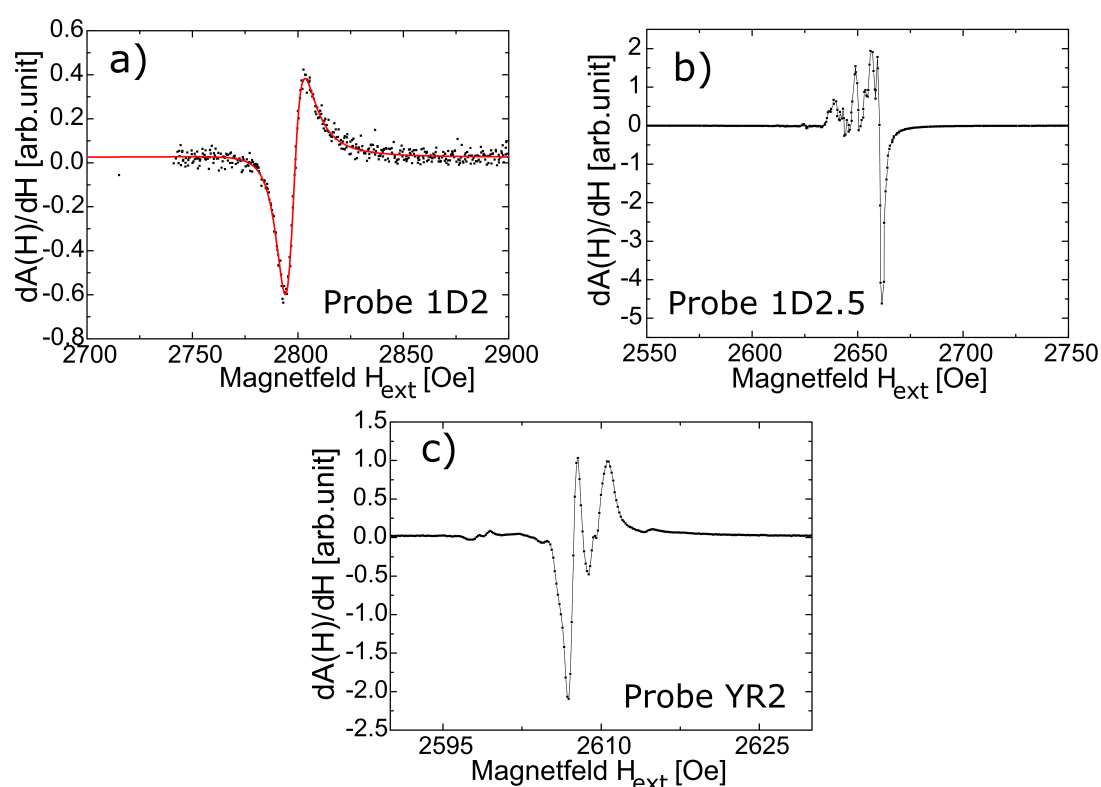 a)
dA(H)/dH [arb.unit]
0.6
0.4
0.2
0.0
-0.2
-0.4
-0.6
-0.8
2700 2750 2800 2850 2900
Magnetfeld Hext [Oe]
Probe 1D2
b)
dA(H)/dH [arb.unit]
2
1
0
-1
-2
-3
-4
-5
2550 2600 2650 2700 2750
Magnetfeld Hext [Oe]
Probe 1D2.5
c)
dA(H)/dH [arb.unit]
1.5
1.0
0.5
0.0
-0.5
-1.0
-1.5
-2.0
-2.5
2595 2610 2625
Magnetfeld Hext [Oe]
Probe YR2